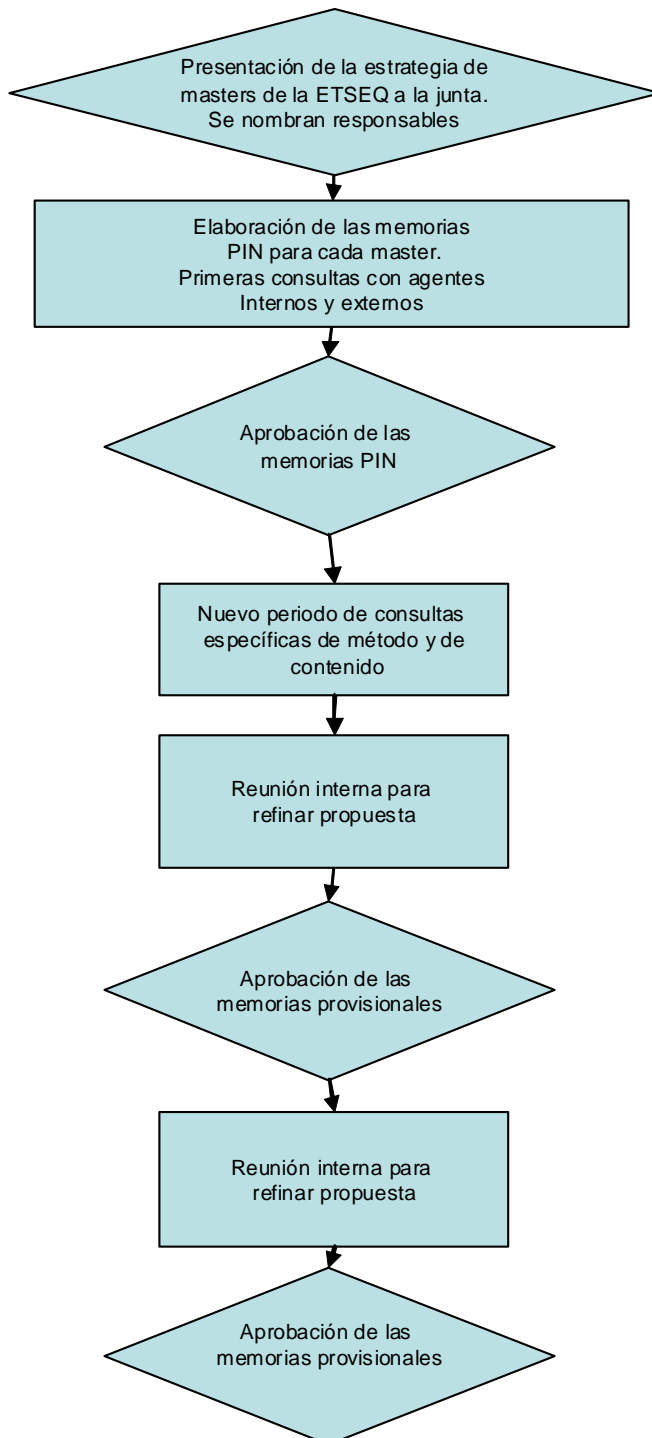 Presentación de la estrategia de
masters de la ETSEQ a la junta.
Se nombran responsables
Elaboración de las memorias
PIN para cada master.
Primeras consultas con agentes
Internos y externos
Aprobación de las
memorias PIN
Nuevo periodo de consultas
específicas de método y de
contenido
Reunión interna para
refinar propuesta
Aprobación de las
memorias provisionales
Reunión interna para
refinar propuesta
Aprobación de las
memorias provisionales